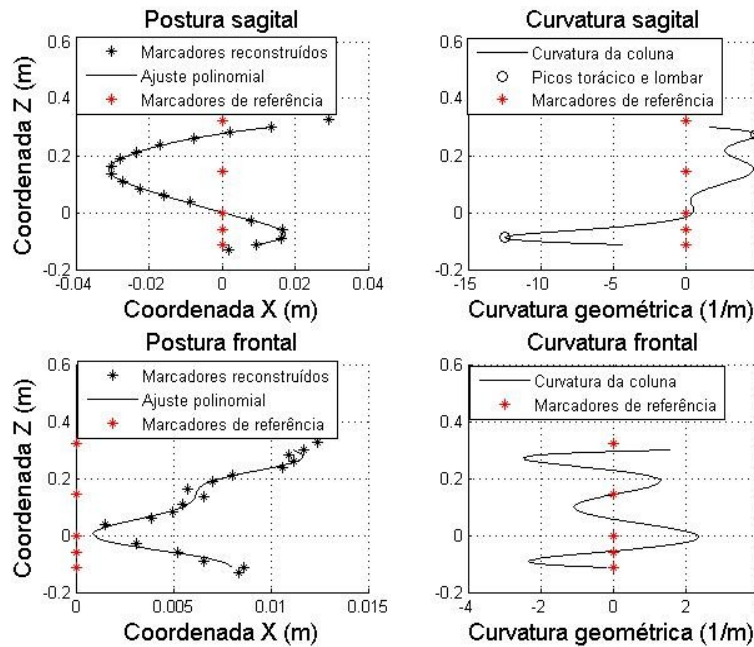 Postura sagital
Coordenada Z (m)
0.6
0.4
0.2
0
-0.2
Marcadores reconstruídos
Ajuste polinomial
Marcadores de referência
-0.04
-0.02
0
0.02
0.04
Coordenada X (m)
Curvatura sagital
0.6
0.4
0.2
0
-0.2
Curvatura da coluna
Picos torácico e lombar
Marcadores de referência
-15
-10
-5
0
Curvatura geométrica (1/m)
Postura frontal
Coordenada Z (m)
0.6
0.4
0.2
0
-0.2
Marcadores reconstruídos
Ajuste polinomial
Marcadores de referência
0
0.005
0.01
0.015
Coordenada X (m)
Curvatura frontal
0.6
0.4
0.2
0
-0.2
Curvatura da coluna
Marcadores de referência
-4
-2
0
2
Curvatura geométrica (1/m)